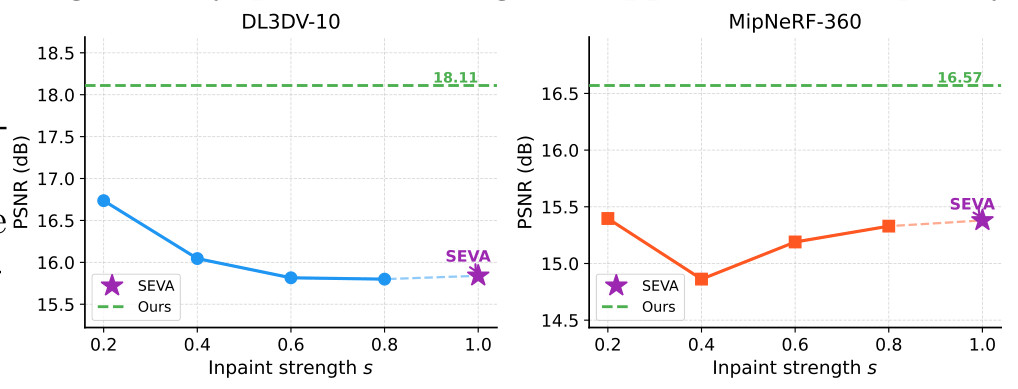 DL3DV-10
18.5
18.0
17.5
17.0
16.5
16.0
15.5
PSNR (dB)
18.11
SEVA
SEVA
Ours
0.2 0.4 0.6 0.8 1.0
Inpaint strength s
MipNeRF-360
16.5
16.0
15.5
15.0
14.5
PSNR (dB)
16.57
SEVA
SEVA
Ours
0.2 0.4 0.6 0.8 1.0
Inpaint strength s